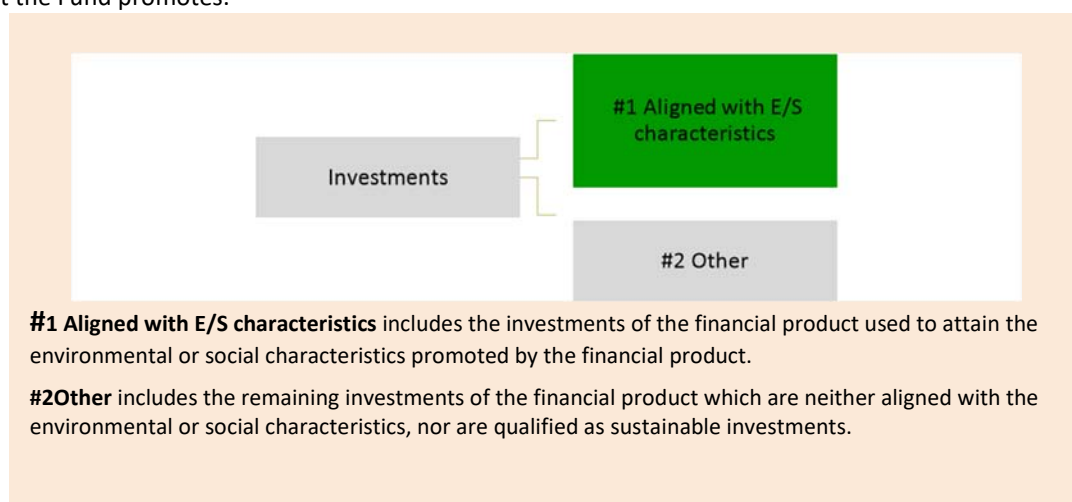 t the Fund promotes.
#1 Aligned with E/S
characteristics
Investments
#2 Other
#1 Aligned with E/S characteristics includes the investments of the financial product used to attain the
environmental or social characteristics promoted by the financial product.
#2Other includes the remaining investments of the financial product which are neither aligned with the
environmental or social characteristics, nor are qualified as sustainable investments.